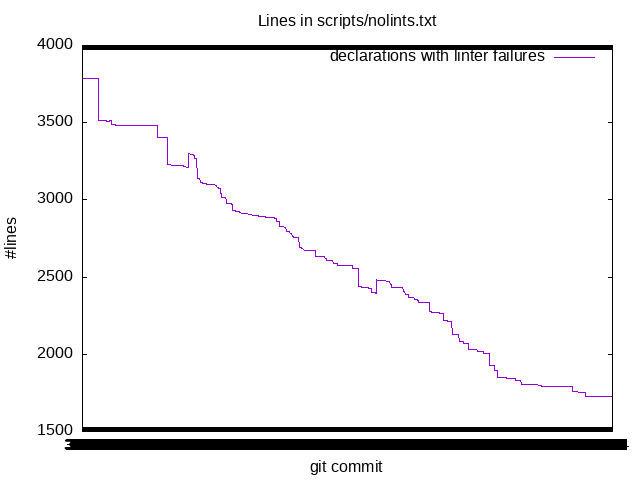 Lines in scripts/nolints.txt
declarations with linter failures
4000
3500
3000
2500
2000
1500
#lines
git commit